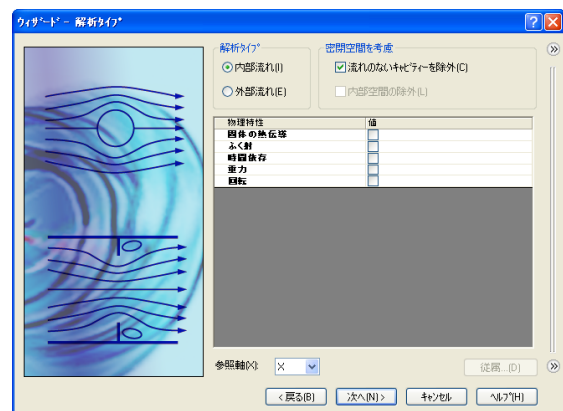 ウィザード - 解析タイプ
解析タイプ
内部流れ(I)
外部流れ(E)
密閉空間を考慮
流れのないキャビティーを除外(C)
内部空間の除外(L)
物理特性 値
固体の熱伝導
ふく射
時間依存
重力
回転
参照軸(X): X
従属...(D)
< 戻る(B) 次へ(N) > キャンセル ヘルプ(H)